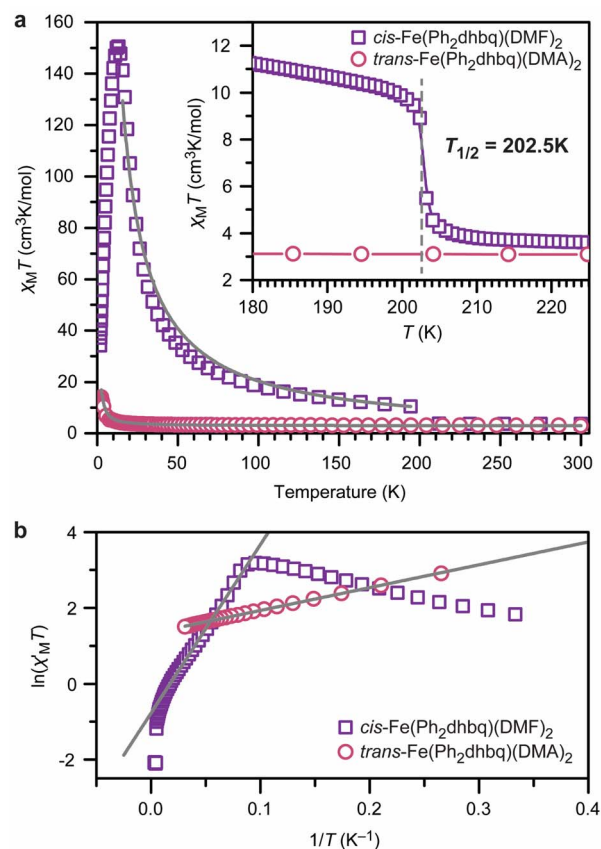 a
160
140
120
100
80
60
40
20
0
χMT (cm³K/mol)
0 50 100 150 200 250 300
Temperature (K)
12
10
8
6
4
2
χMT (cm³K/mol)
cis-Fe(Ph₂dhbq)(DMF)₂
trans-Fe(Ph₂dhbq)(DMA)₂
T₁/₂ = 202.5K
180 190 200 210 220
T (K)
b
4
2
0
-2
ln(χ'MT)
cis-Fe(Ph₂dhbq)(DMF)₂
trans-Fe(Ph₂dhbq)(DMA)₂
0.0 0.1 0.2 0.3 0.4
1/T (K⁻¹)